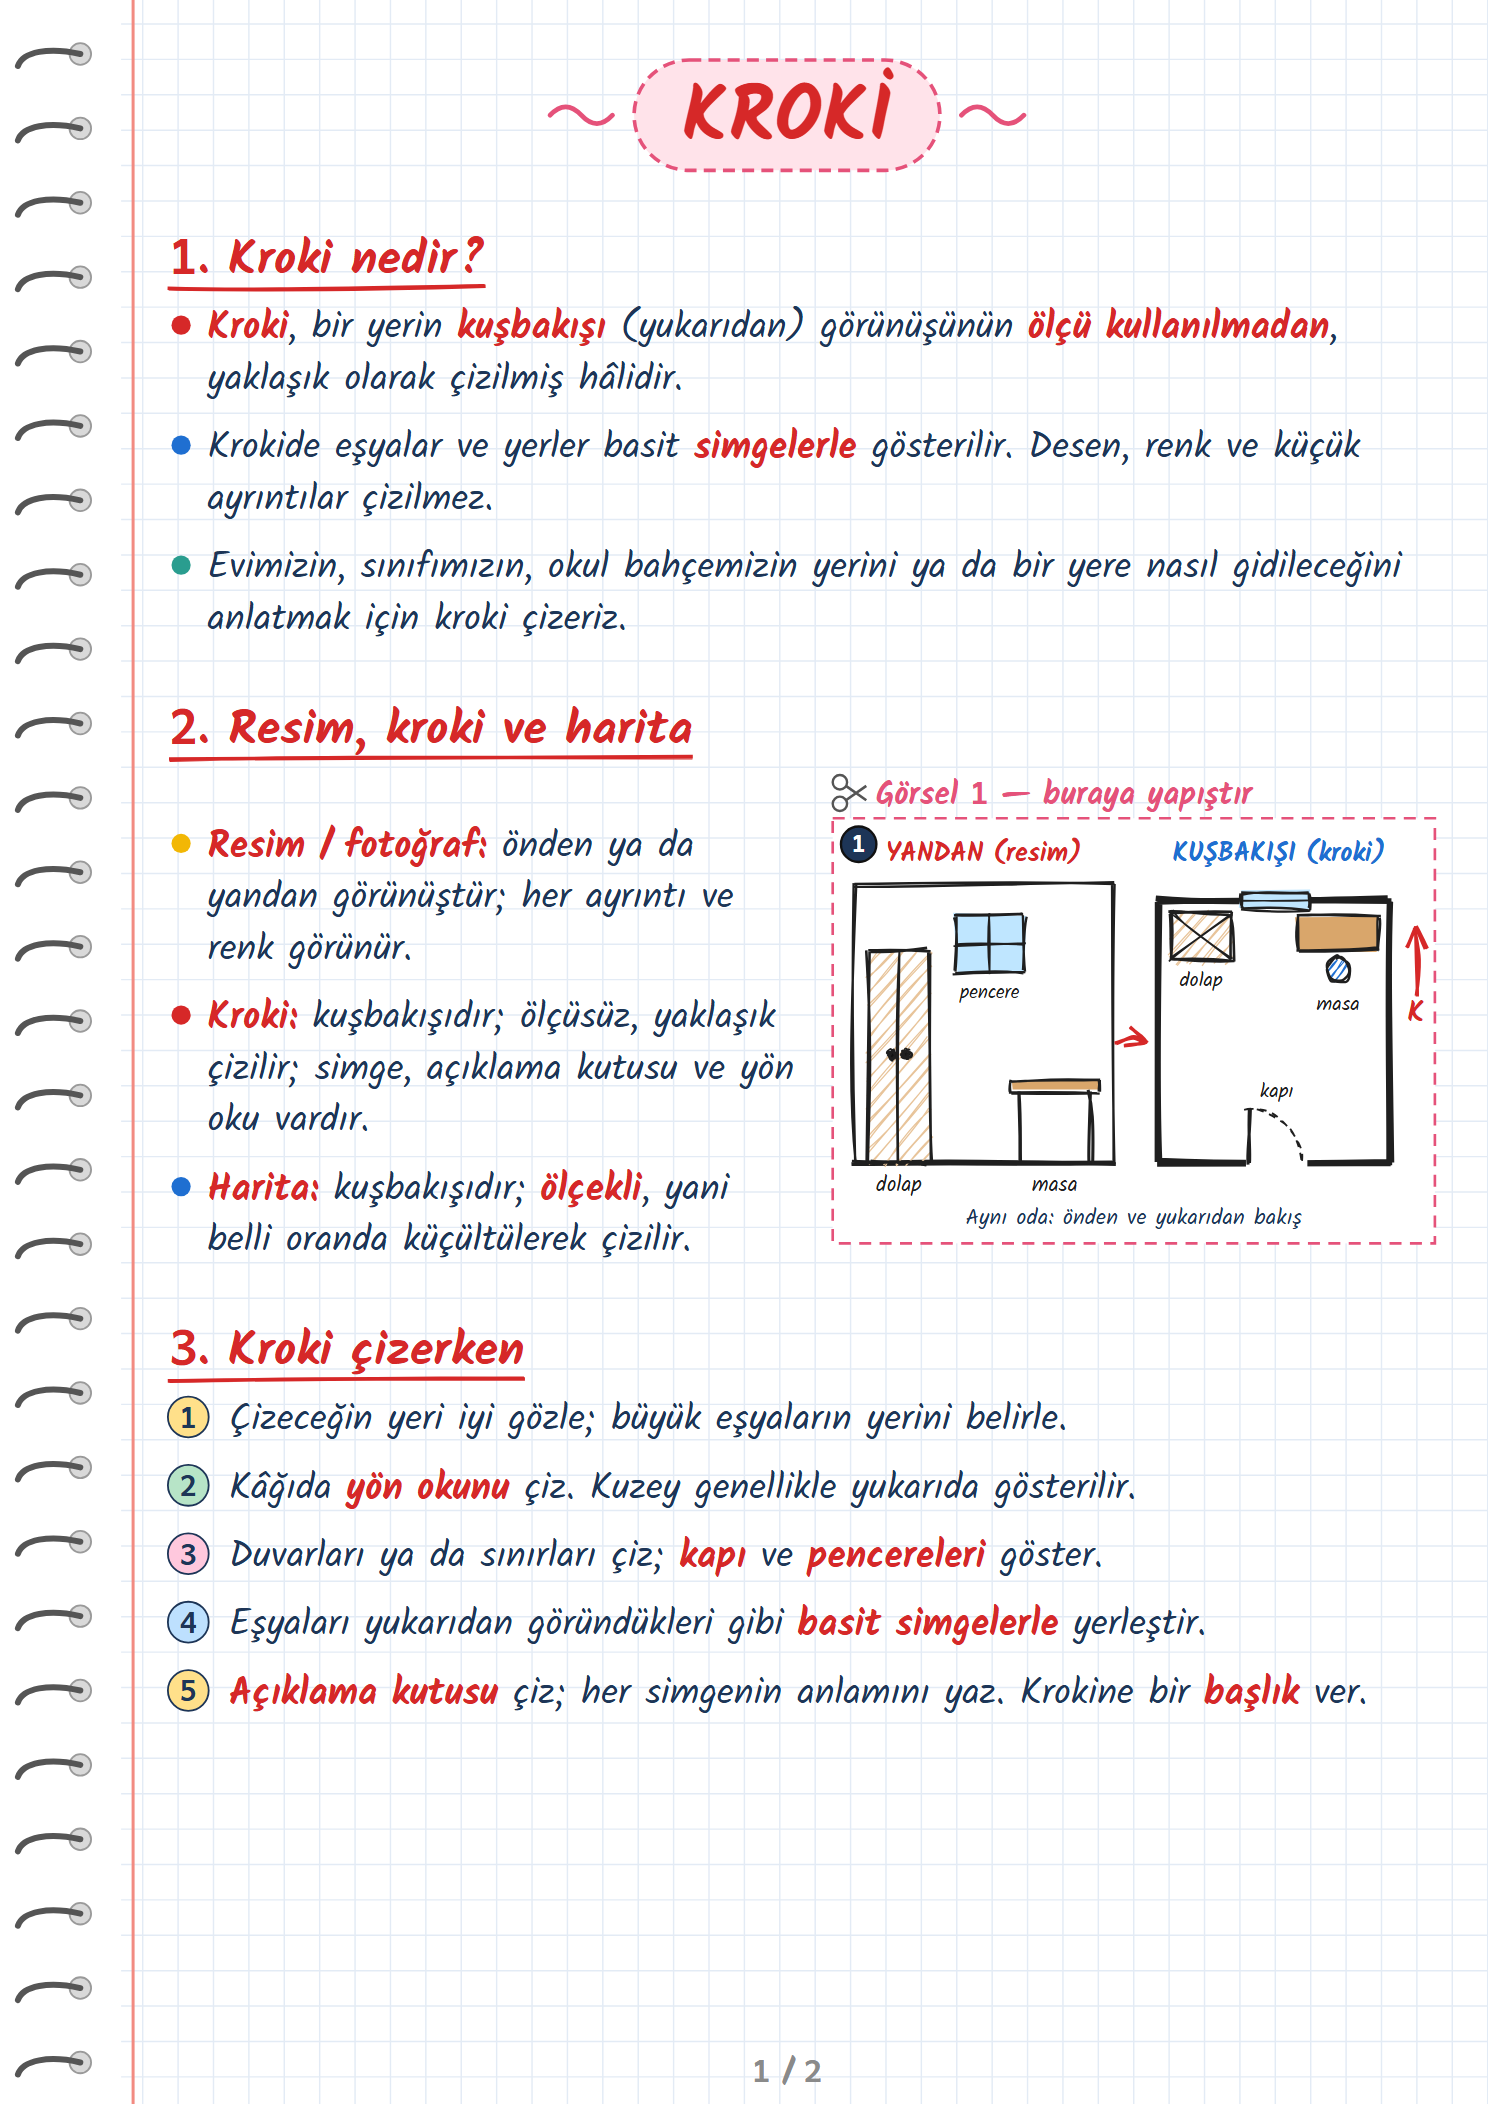 KROKİ
1. Kroki nedir?
Kroki, bir yerin kuşbakışı (yukarıdan) görünüşünün ölçü kullanılmadan,
yaklaşık olarak çizilmiş hâlidir.
Krokide eşyalar ve yerler basit simgelerle gösterilir. Desen, renk ve küçük
ayrıntılar çizilmez.
Evimizin, sınıfımızın, okul bahçemizin yerini ya da bir yere nasıl gidileceğini
anlatmak için kroki çizeriz.
2. Resim, kroki ve harita
Resim / fotoğraf: önden ya da
yandan görünüştür; her ayrıntı ve
renk görünür.
Kroki: kuşbakışıdır; ölçüsüz, yaklaşık
çizilir; simge, açıklama kutusu ve yön
oku vardır.
Harita: kuşbakışıdır; ölçekli, yani
belli oranda küçültülerek çizilir.
Görsel 1 — buraya yapıştır
1 YANDAN (resim) KUŞBAKIŞI (kroki)
pencere
dolap
masa
K
kapı
dolap masa
Aynı oda: önden ve yukarıdan bakış
3. Kroki çizerken
1 Çizeceğin yeri iyi gözle; büyük eşyaların yerini belirle.
2 Kâğıda yön okunu çiz. Kuzey genellikle yukarıda gösterilir.
3 Duvarları ya da sınırları çiz; kapı ve pencereleri göster.
4 Eşyaları yukarıdan göründükleri gibi basit simgelerle yerleştir.
5 Açıklama kutusu çiz; her simgenin anlamını yaz. Krokine bir başlık ver.
1 / 2